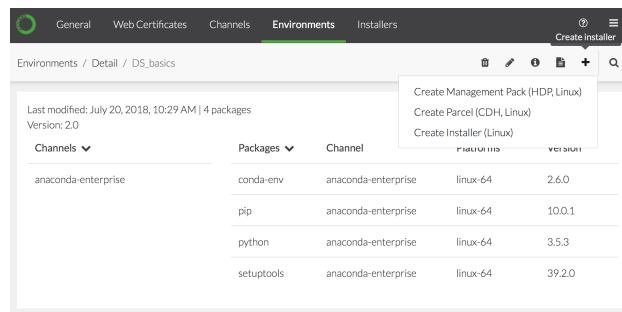 General Web Certificates Channels Environments Installers
Create installer
Environments / Detail / DS_basics
Create Management Pack (HDP, Linux)
Create Parcel (CDH, Linux)
Create Installer (Linux)
Last modified: July 20, 2018, 10:29 AM | 4 packages
Version: 2.0
Channels Packages Channel Platforms Version
anaconda-enterprise conda-env anaconda-enterprise linux-64 2.6.0
pip anaconda-enterprise linux-64 10.0.1
python anaconda-enterprise linux-64 3.5.3
setuptools anaconda-enterprise linux-64 39.2.0